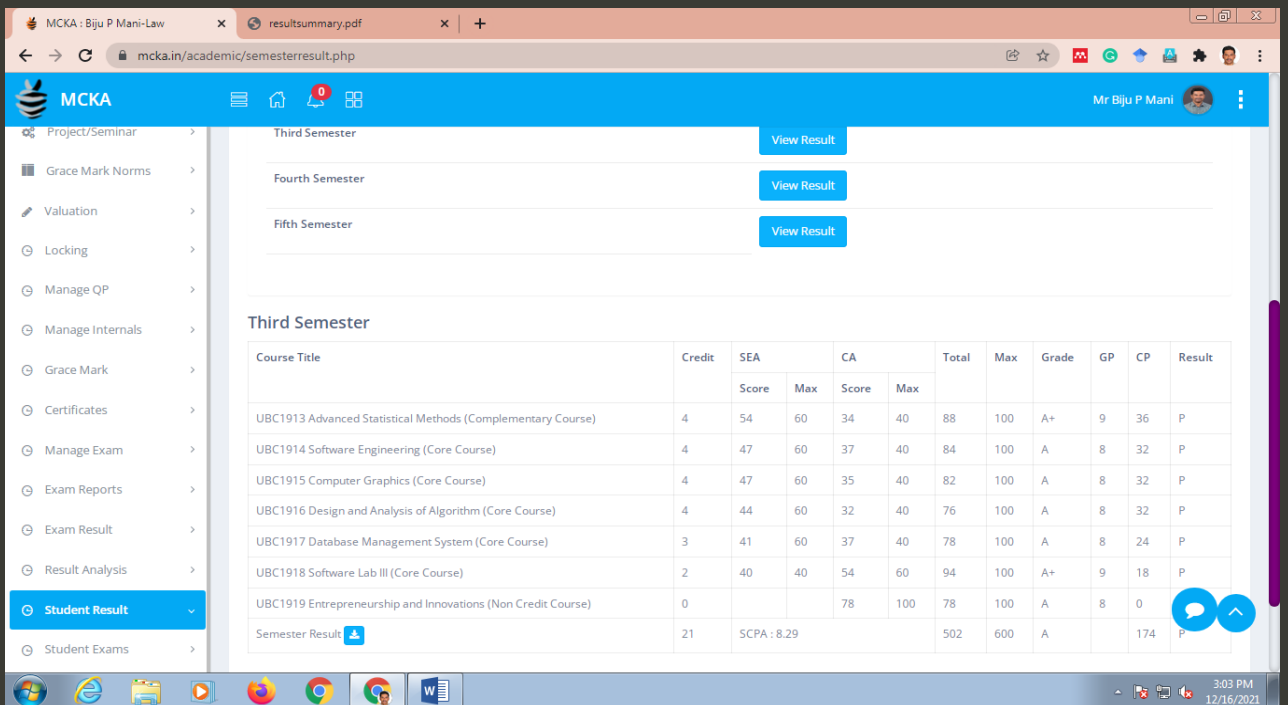 MCKA : Biju P Mani-Law
resultsummary.pdf
mcka.in/academic/semesterresult.php
MCKA
0
Mr Biju P Mani
Project/Seminar
Grace Mark Norms
Valuation
Locking
Manage QP
Manage Internals
Grace Mark
Certificates
Manage Exam
Exam Reports
Exam Result
Result Analysis
Student Result
Student Exams
Third Semester View Result
Fourth Semester View Result
Fifth Semester View Result
Third Semester
Course Title Credit SEA CA Total Max Grade GP CP Result
Score Max Score Max
UBC1913 Advanced Statistical Methods (Complementary Course) 4 54 60 34 40 88 100 A+ 9 36 P
UBC1914 Software Engineering (Core Course) 4 47 60 37 40 84 100 A 8 32 P
UBC1915 Computer Graphics (Core Course) 4 47 60 35 40 82 100 A 8 32 P
UBC1916 Design and Analysis of Algorithm (Core Course) 4 44 60 32 40 76 100 A 8 32 P
UBC1917 Database Management System (Core Course) 3 41 60 37 40 78 100 A 8 24 P
UBC1918 Software Lab III (Core Course) 2 40 40 54 60 94 100 A+ 9 18 P
UBC1919 Entrepreneurship and Innovations (Non Credit Course) 0 78 100 78 100 A 8 0
Semester Result 21 SCPA : 8.29 502 600 A 174 P
3:03 PM
12/16/2021